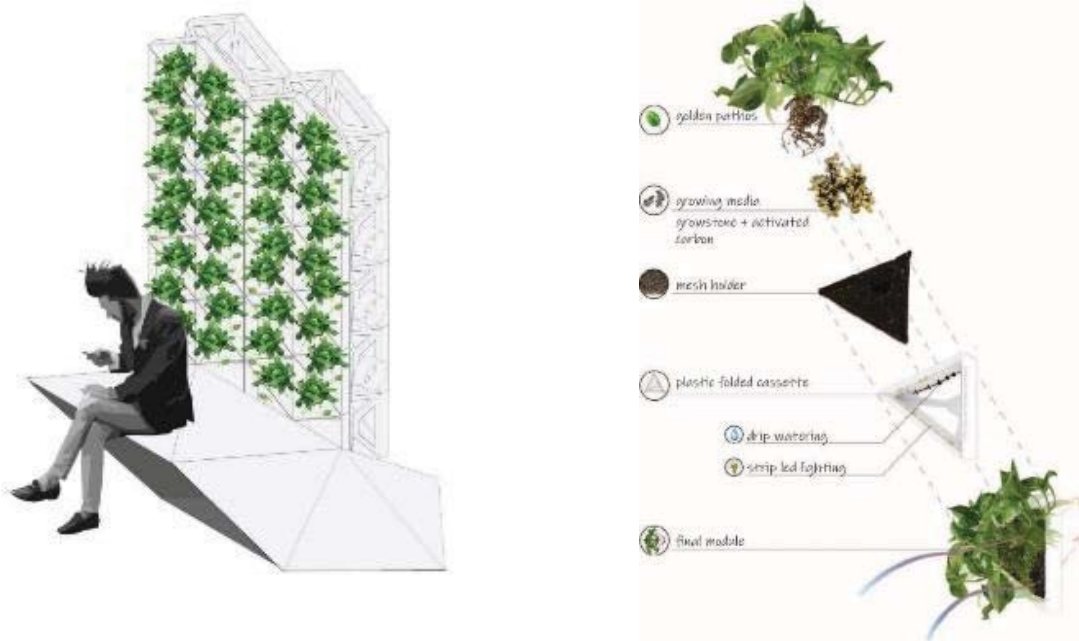 golden pathos
growing media
growstone + activated
carbon
mesh holder
plastic folded cassette
drip watering
strip led lighting
final module